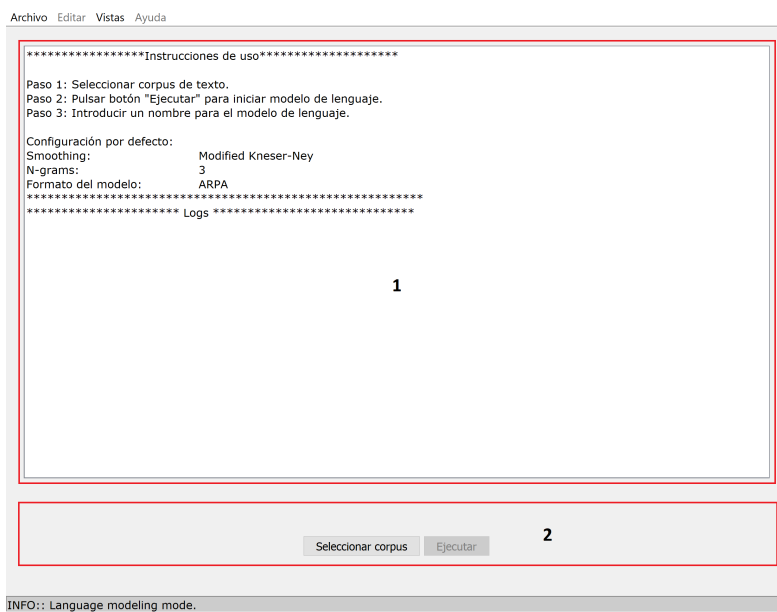 Archivo Editar Vistas Ayuda
*****************Instrucciones de uso********************
Paso 1: Seleccionar corpus de texto.
Paso 2: Pulsar botón "Ejecutar" para iniciar modelo de lenguaje.
Paso 3: Introducir un nombre para el modelo de lenguaje.
Configuración por defecto:
Smoothing: Modified Kneser-Ney
N-grams: 3
Formato del modelo: ARPA
*********************************************************
********************** Logs *****************************
1
2
Seleccionar corpus Ejecutar
INFO:: Language modeling mode.